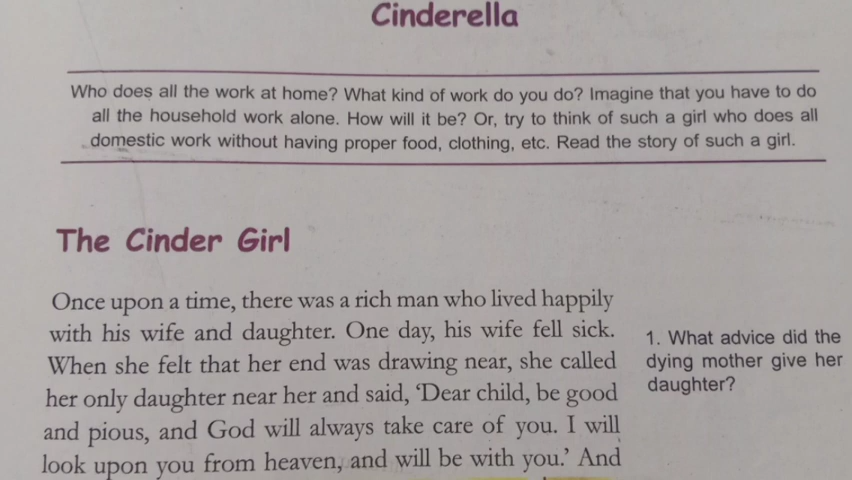 Cinderella
Who does all the work at home? What kind of work do you do? Imagine that you have to do
all the household work alone. How will it be? Or, try to think of such a girl who does all
domestic work without having proper food, clothing, etc. Read the story of such a girl.
The Cinder Girl
Once upon a time, there was a rich man who lived happily
with his wife and daughter. One day, his wife fell sick.
When she felt that her end was drawing near, she called
her only daughter near her and said, ‘Dear child, be good
and pious, and God will always take care of you. I will
look upon you from heaven, and will be with you.’ And
1. What advice did the
dying mother give her
daughter?